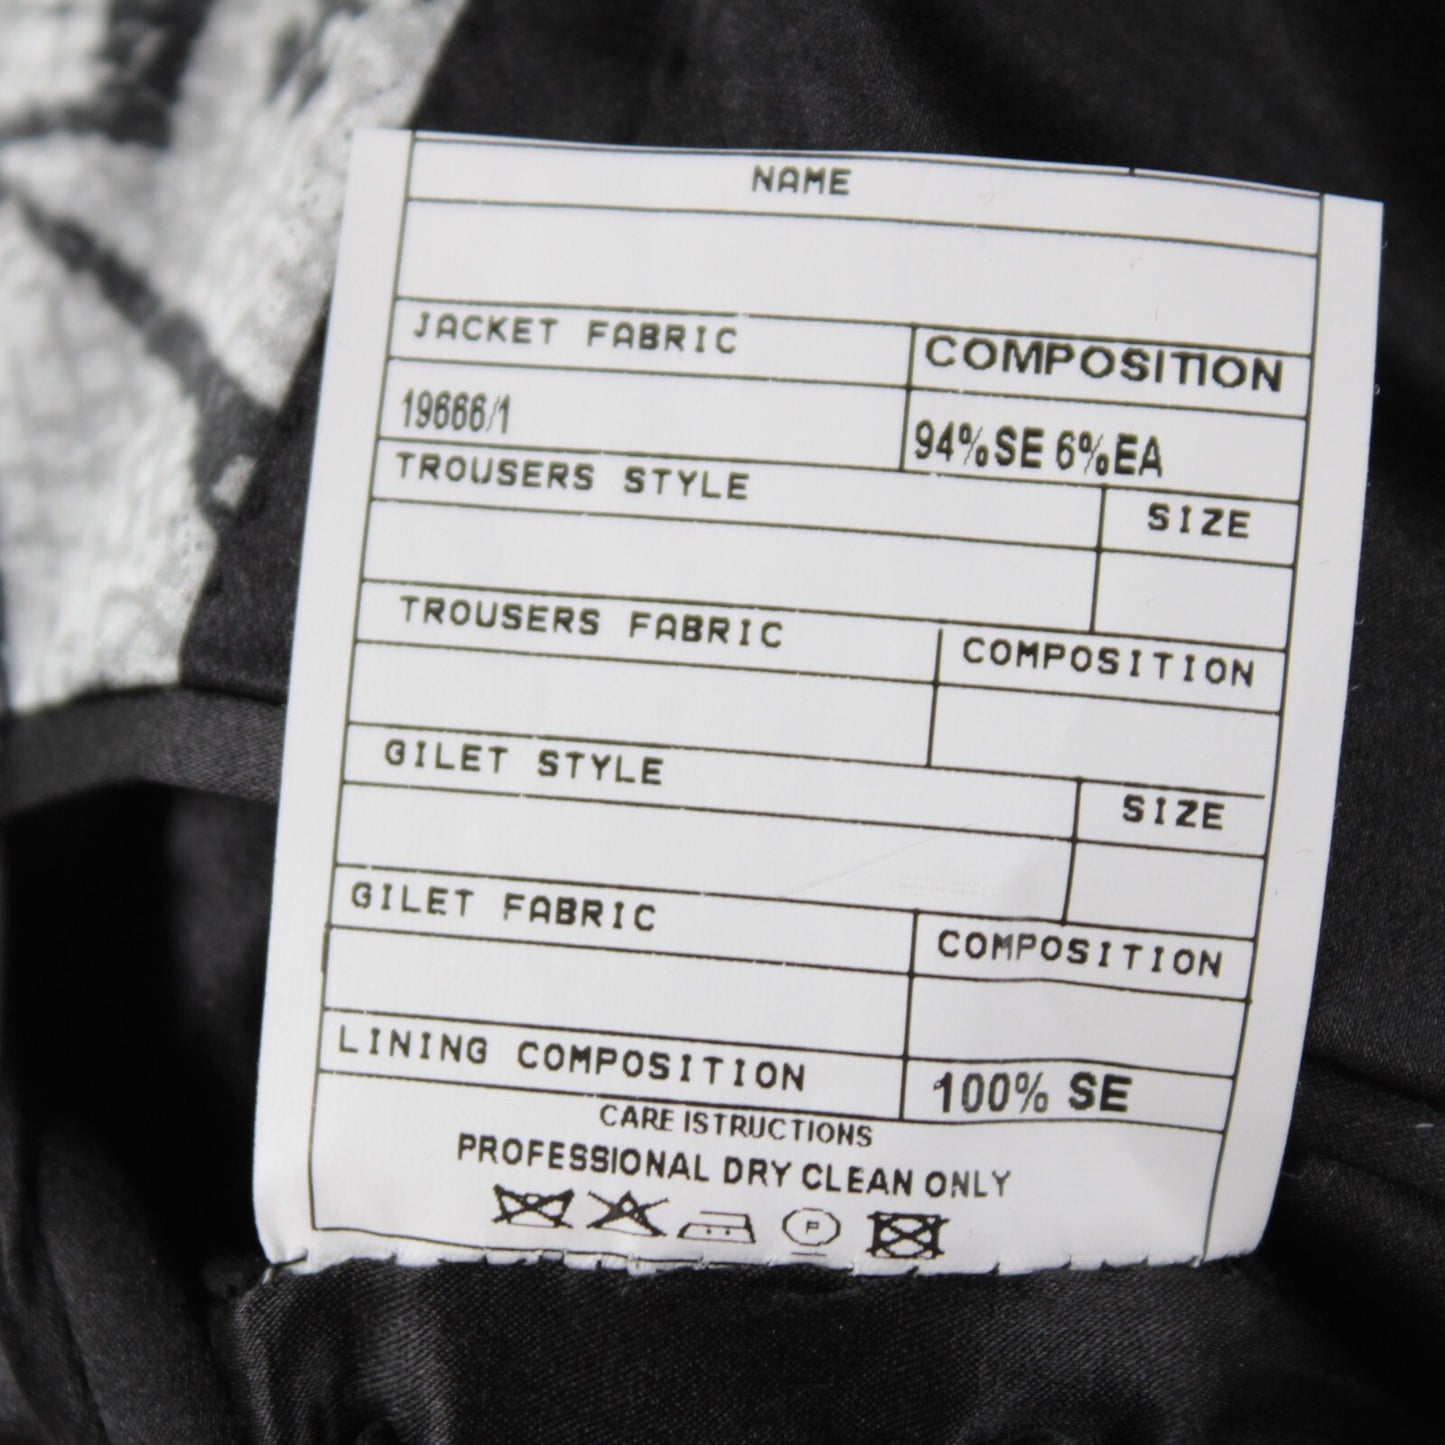 NAME
JACKET FABRIC COMPOSITION
19666/1 94%SE 6%EA
TROUSERS STYLE SIZE
TROUSERS FABRIC COMPOSITION
GILET STYLE SIZE
GILET FABRIC COMPOSITION
LINING COMPOSITION 100% SE
CARE ISTRUCTIONS
PROFESSIONAL DRY CLEAN ONLY
P